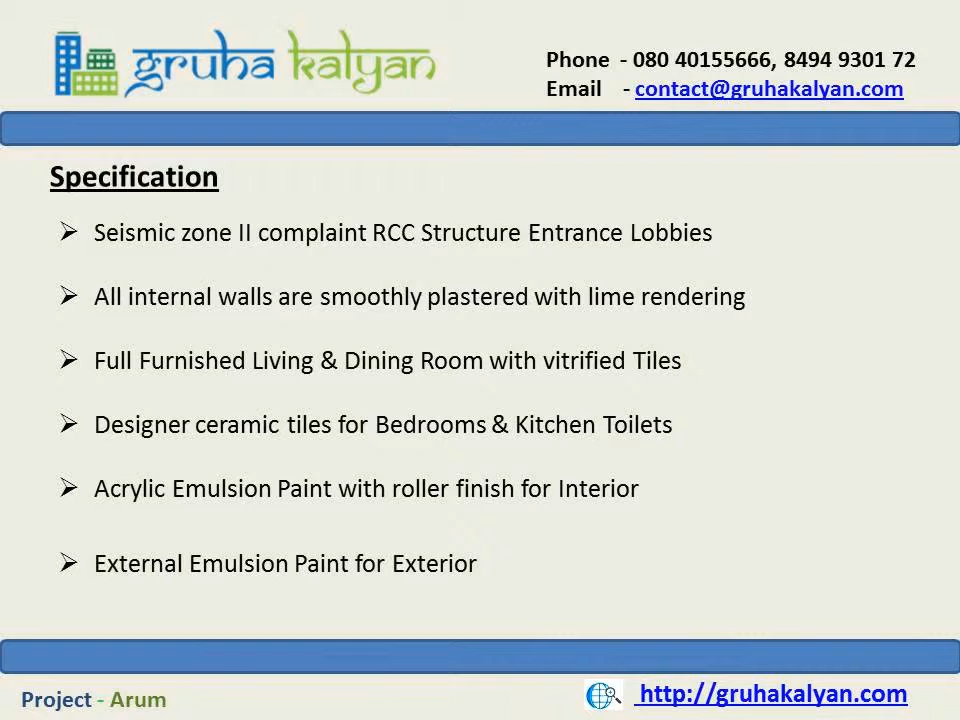 gruha kalyan
Phone - 080 40155666, 8494 9301 72
Email - contact@gruhakalyan.com
Specification
Seismic zone II complaint RCC Structure Entrance Lobbies
All internal walls are smoothly plastered with lime rendering
Full Furnished Living & Dining Room with vitrified Tiles
Designer ceramic tiles for Bedrooms & Kitchen Toilets
Acrylic Emulsion Paint with roller finish for Interior
External Emulsion Paint for Exterior
Project - Arum
http://gruhakalyan.com